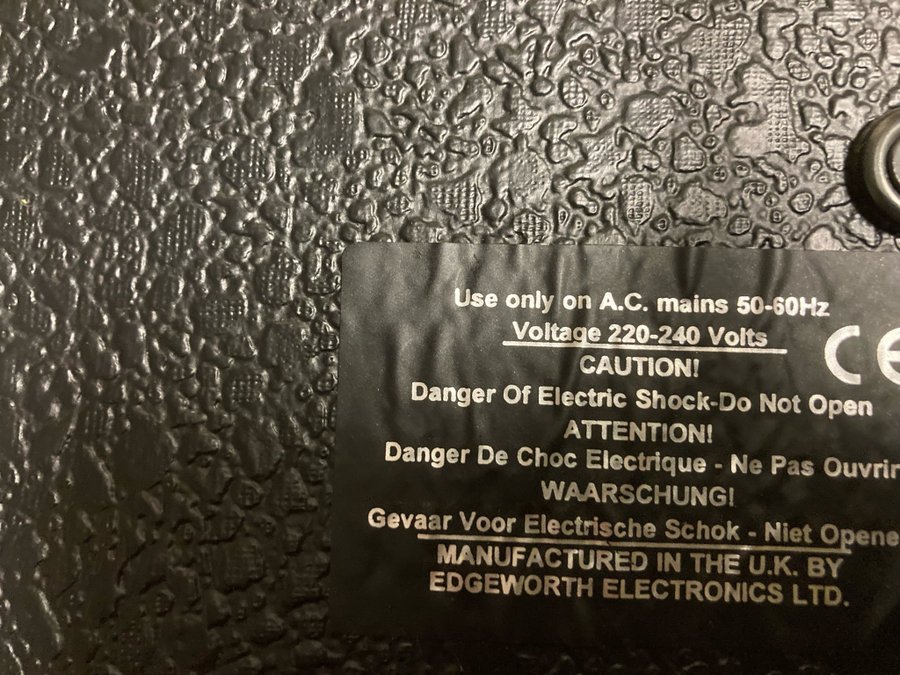 Use only on A.C. mains 50-60Hz
Voltage 220-240 Volts
CE
CAUTION!
Danger Of Electric Shock-Do Not Open
ATTENTION!
Danger De Choc Electrique - Ne Pas Ouvrir
WAARSCHUNG!
Gevaar Voor Electrische Schok - Niet Opene
MANUFACTURED IN THE U.K. BY
EDGEWORTH ELECTRONICS LTD.